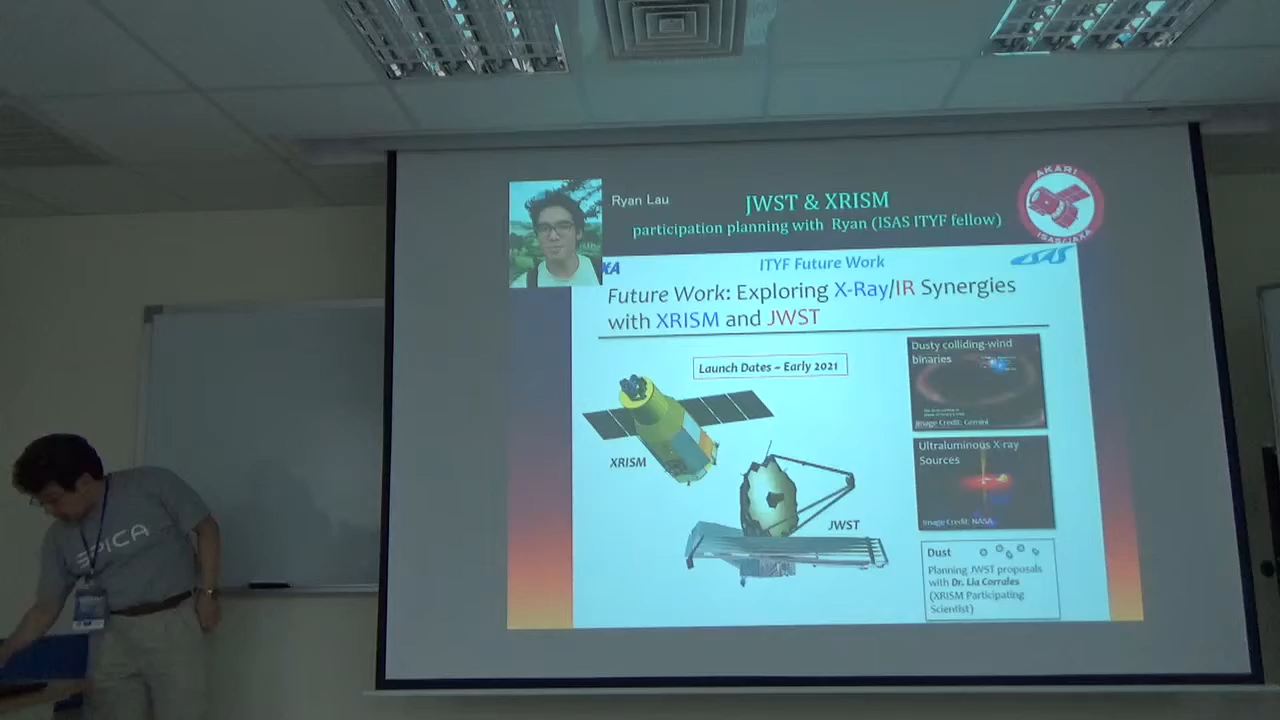 Ryan Lau
JWST & XRISM
participation planning with Ryan (ISAS ITYF fellow)
AKARI
ISAS/JAXA
ITYF Future Work
ISAS
Future Work: Exploring X-Ray/IR Synergies
with XRISM and JWST
Launch Dates ~ Early 2021
XRISM
JWST
Dusty colliding-wind
binaries
Image Credit: Gemini
Ultraluminous X-ray
Sources
Image Credit: NASA
Dust
Planning JWST proposals
with Dr. Lia Corrales
(XRISM Participating
Scientist)
SPICA